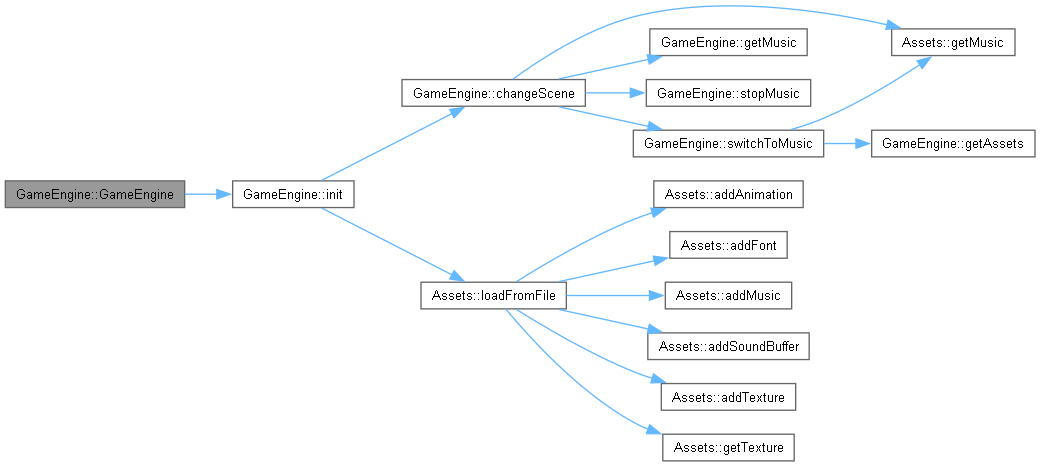 Assets::getMusic
GameEngine::getMusic
GameEngine::changeScene
GameEngine::stopMusic
GameEngine::switchToMusic
GameEngine::getAssets
GameEngine::GameEngine
GameEngine::init
Assets::addAnimation
Assets::addFont
Assets::loadFromFile
Assets::addMusic
Assets::addSoundBuffer
Assets::addTexture
Assets::getTexture